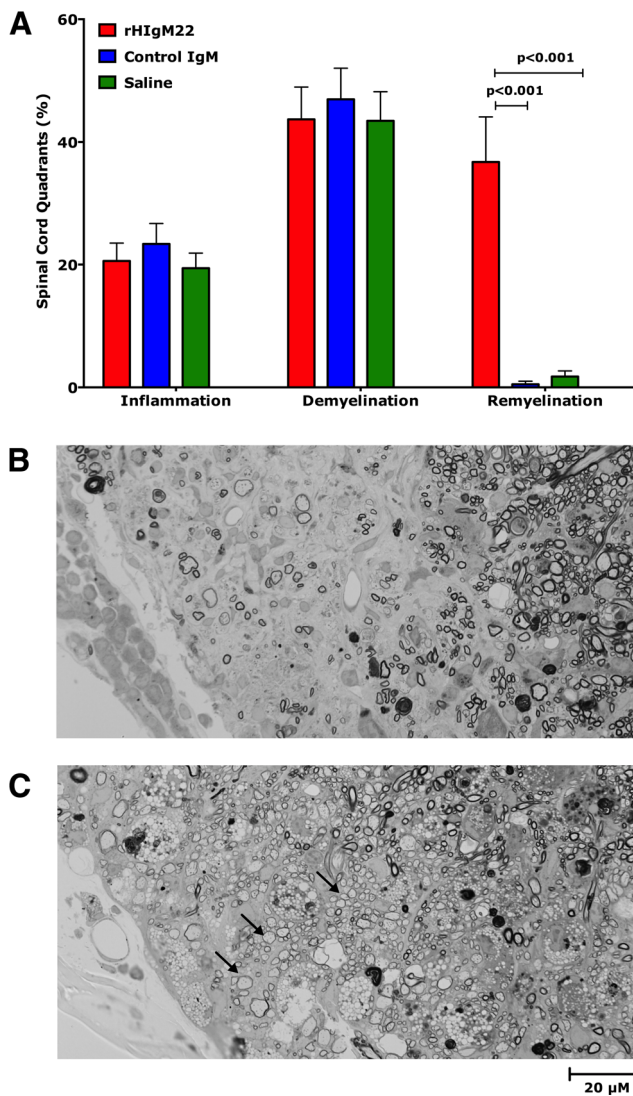 A
60
rHIgM22
Control IgM
Saline
p<0.001
p<0.001
40
20
0
Spinal Cord Quadrants (%)
Inflammation
Demyelination
Remyelination
B
C
20 µM